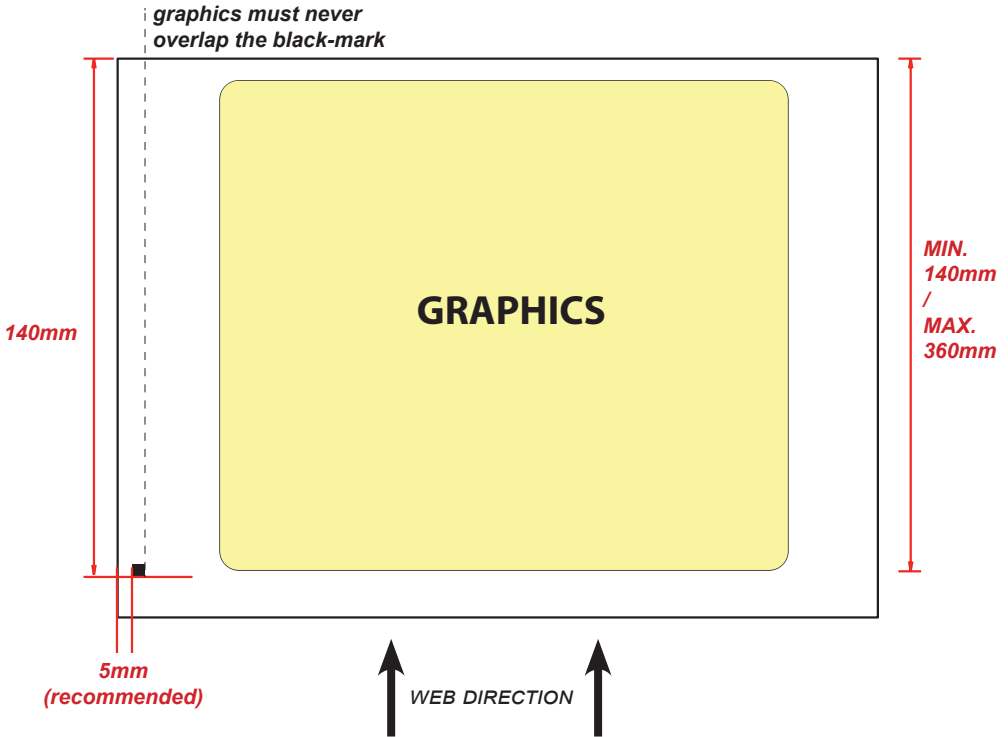 graphics must never
overlap the black-mark
GRAPHICS
140mm
MIN.
140mm
/
MAX.
360mm
5mm
(recommended)
WEB DIRECTION